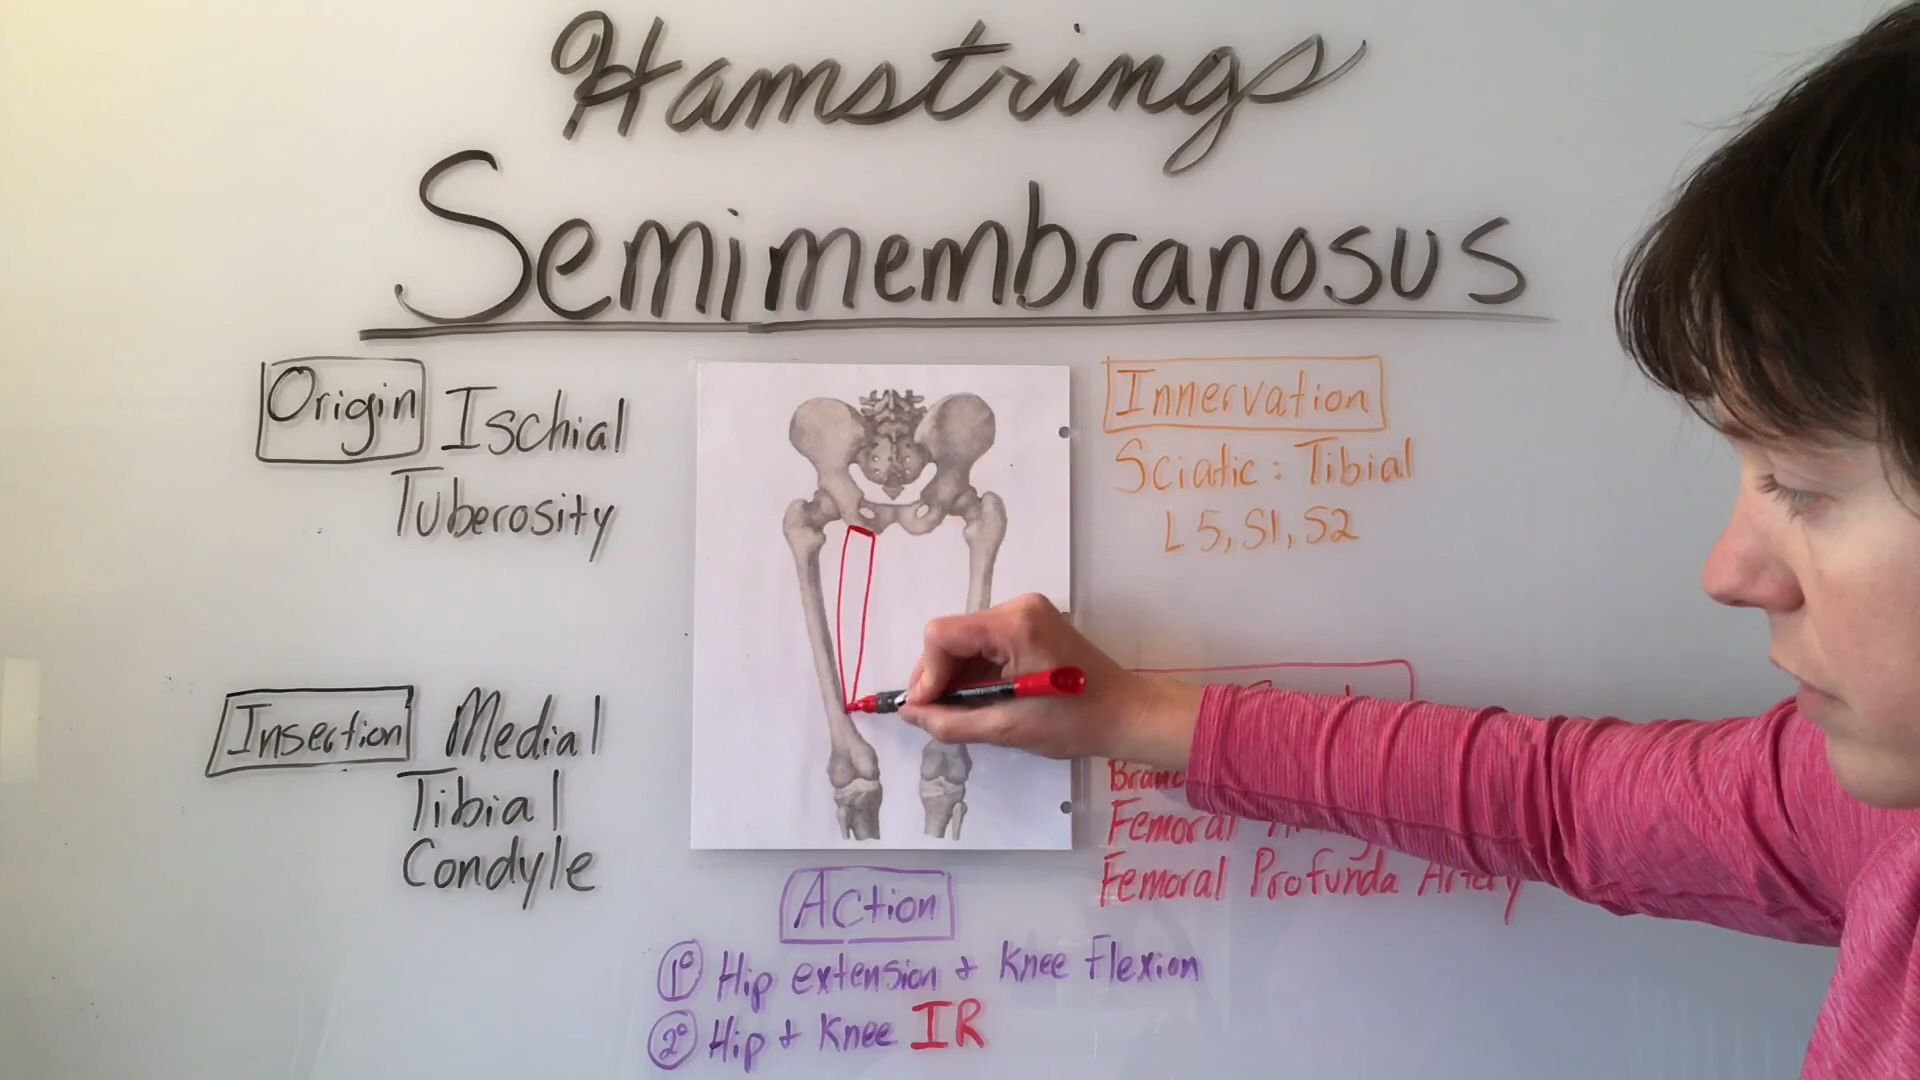 Hamstrings
Semimembranosus
Origin Ischial
Tuberosity
Insertion Medial
Tibial
Condyle
Innervation
Sciatic: Tibial
L5, S1, S2
Femoral
Femoral Profunda Artery
Action
1° Hip extension + Knee Flexion
2° Hip + Knee IR